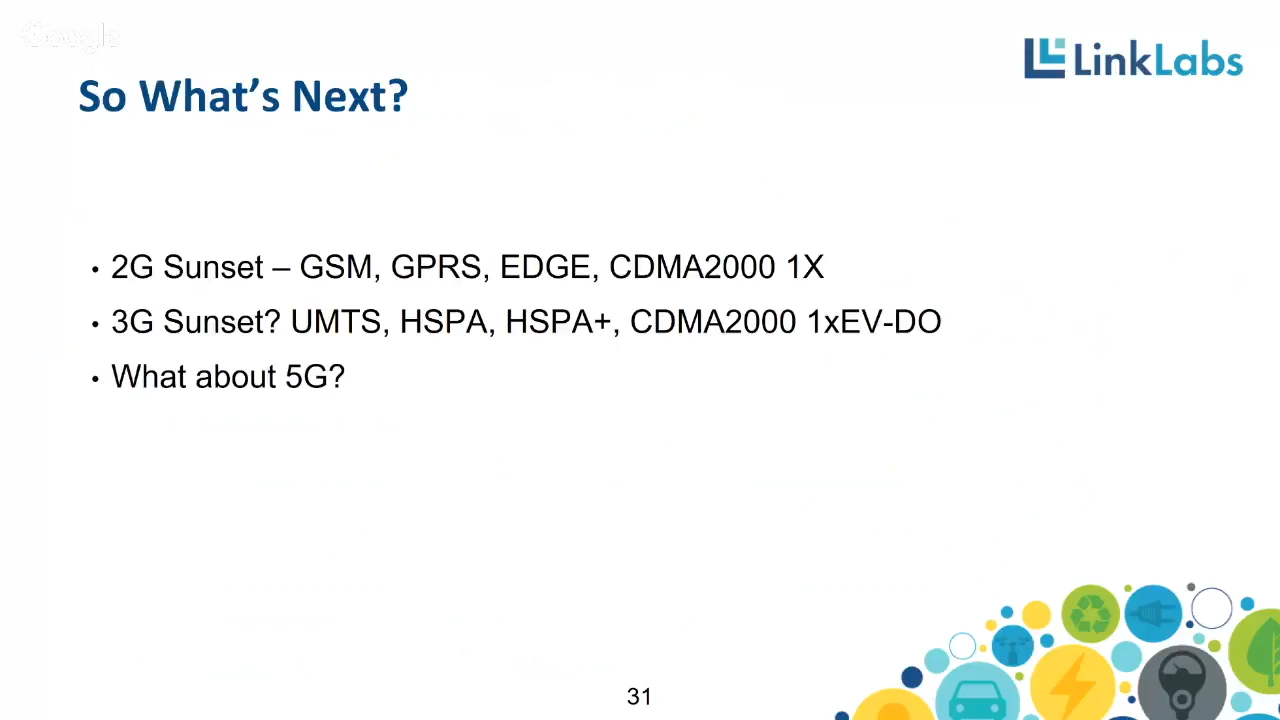 Google
LinkLabs
So What’s Next?
• 2G Sunset – GSM, GPRS, EDGE, CDMA2000 1X
• 3G Sunset? UMTS, HSPA, HSPA+, CDMA2000 1xEV-DO
• What about 5G?
31